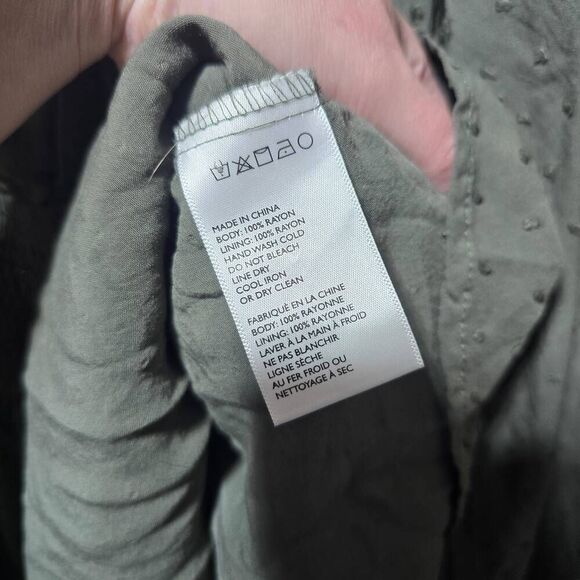 MADE IN CHINA
BODY: 100% RAYON
LINING: 100% RAYON
HAND WASH COLD
DO NOT BLEACH
LINE DRY
COOL IRON
OR DRY CLEAN
FABRIQUÉ EN LA CHINE
BODY: 100% RAYONNE
LINING: 100% RAYONNE
LAVER À LA MAIN À FROID
NE PAS BLANCHIR
LIGNE SÈCHE
AU FER FROID OU
NETTOYAGE À SEC